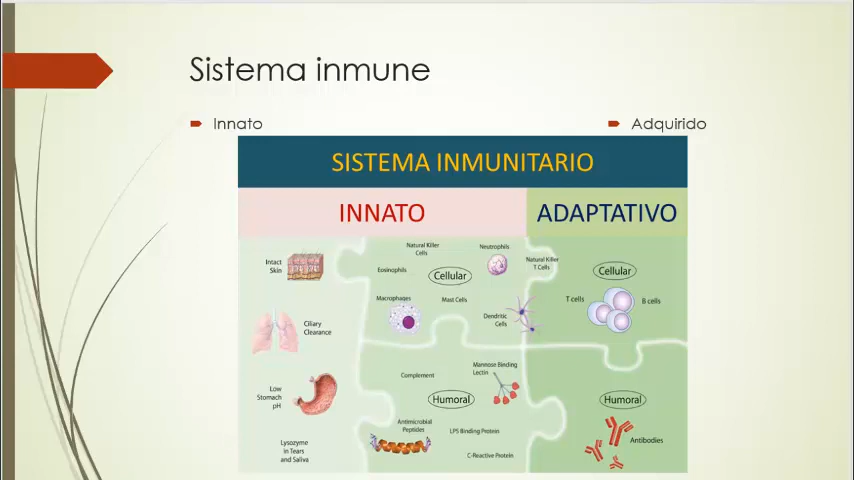 Sistema inmune
Innato
Adquirido
SISTEMA INMUNITARIO
INNATO
ADAPTATIVO
Intact
Skin
Ciliary
Clearance
Low
Stomach
pH
Lysozyme
in Tears
and Saliva
Natural Killer
Cells
Neutrophils
Eosinophils
Cellular
Macrophages
Mast Cells
Dendritic
Cells
Natural Killer
T Cells
Cellular
T cells
B cells
Complement
Mannose Binding
Lectin
Humoral
Antimicrobial
Peptides
LPS Binding Protein
C-Reactive Protein
Humoral
Antibodies